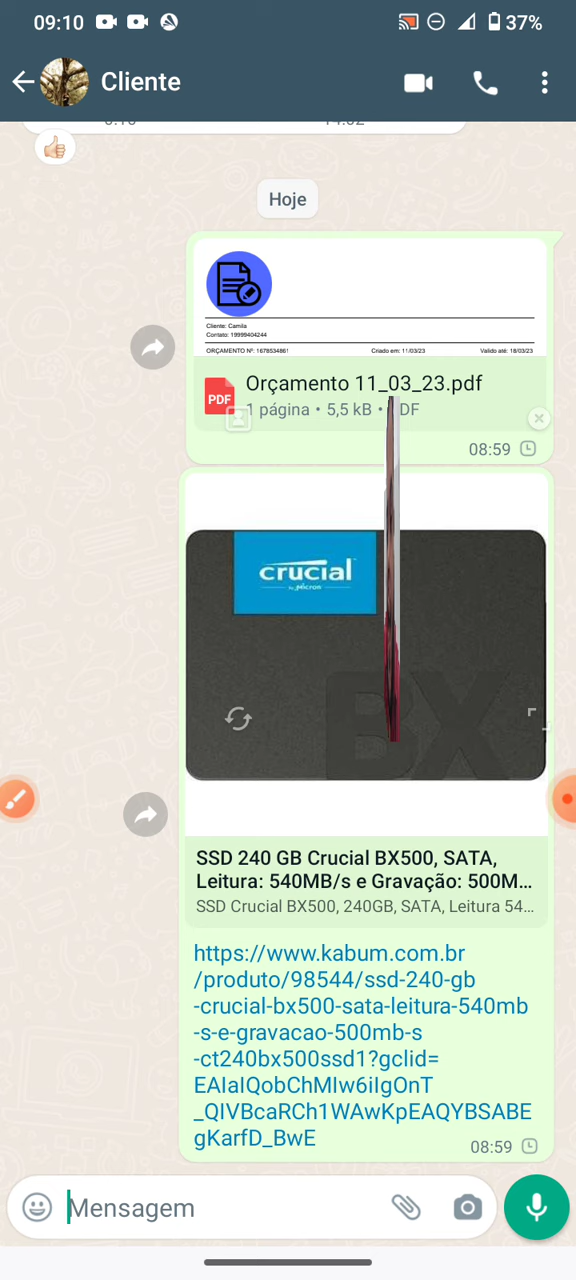 09:10
37%
Cliente
Hoje
Cliente: Camila
Contato: 19999404244
ORÇAMENTO Nº: 1678534861
Criado em: 11/03/23
Valido até: 18/03/23
PDF
Orçamento 11_03_23.pdf
1 página • 5,5 kB •
08:59
crucial
by Micron
BX
SSD 240 GB Crucial BX500, SATA,
Leitura: 540MB/s e Gravação: 500M...
SSD Crucial BX500, 240GB, SATA, Leitura 54...
https://www.kabum.com.br
/produto/98544/ssd-240-gb
-crucial-bx500-sata-leitura-540mb
-s-e-gravacao-500mb-s
-ct240bx500ssd1?gclid=
EAIaIQobChMIw6iIgOnT
_QIVBcaRCh1WAwKpEAQYBSABE
gKarfD_BwE
08:59
Mensagem